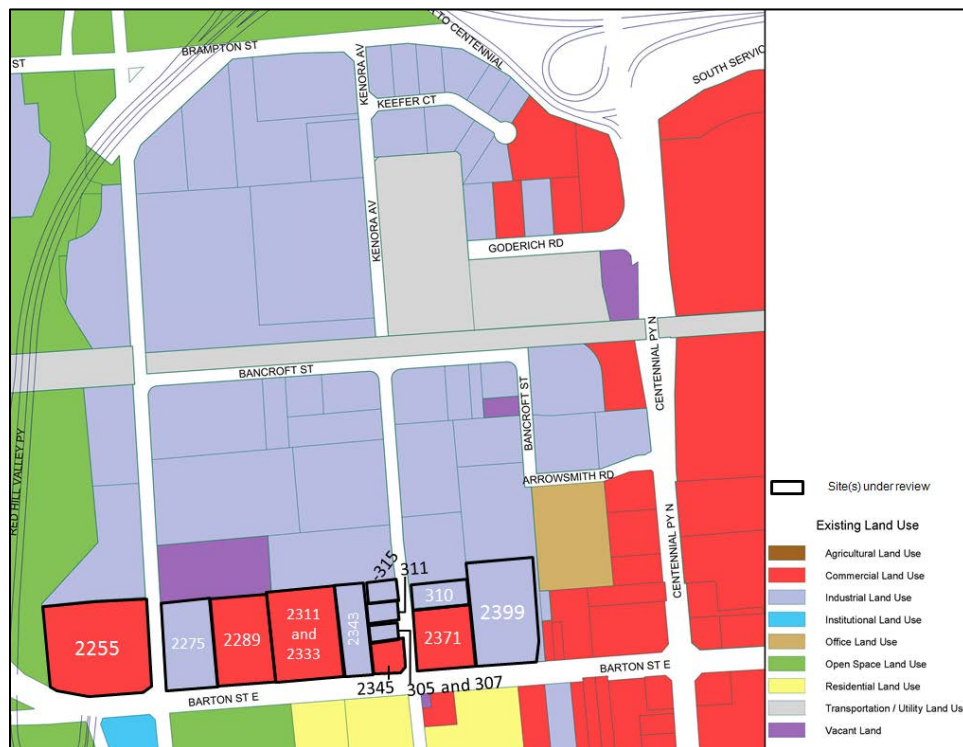 BRAMPTON ST
ST
TO CENTENNIAL
SOUTH SERVIC
KENORA AV
KEEFER CT
KENORA AV
GODERICH RD
CENTENNIAL PY N
BANCROFT ST
BANCROFT ST
ARROWSMITH RD
RED HILL VALLEY PY
CENTENNIAL PY N
315
311
310
2255
2275
2289
2311
and
2333
2343
2371
2399
2345
305 and 307
BARTON ST E
BARTON ST E
Site(s) under review
Existing Land Use
Agricultural Land Use
Commercial Land Use
Industrial Land Use
Institutional Land Use
Office Land Use
Open Space Land Use
Residential Land Use
Transportation / Utility Land Us
Vacant Land